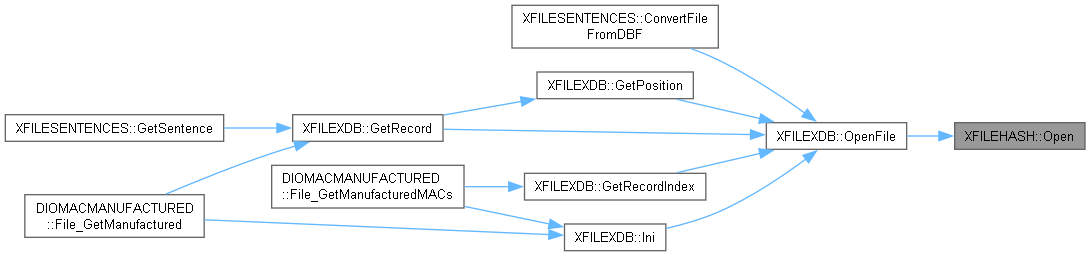 XFILESENTENCES::ConvertFile
FromDBF
XFILEXDB::GetPosition
XFILESENTENCES::GetSentence
XFILEXDB::GetRecord
XFILEXDB::OpenFile
XFILEHASH::Open
DIOMACMANUFACTURED
::File_GetManufacturedMACs
XFILEXDB::GetRecordIndex
DIOMACMANUFACTURED
::File_GetManufactured
XFILEXDB::Ini